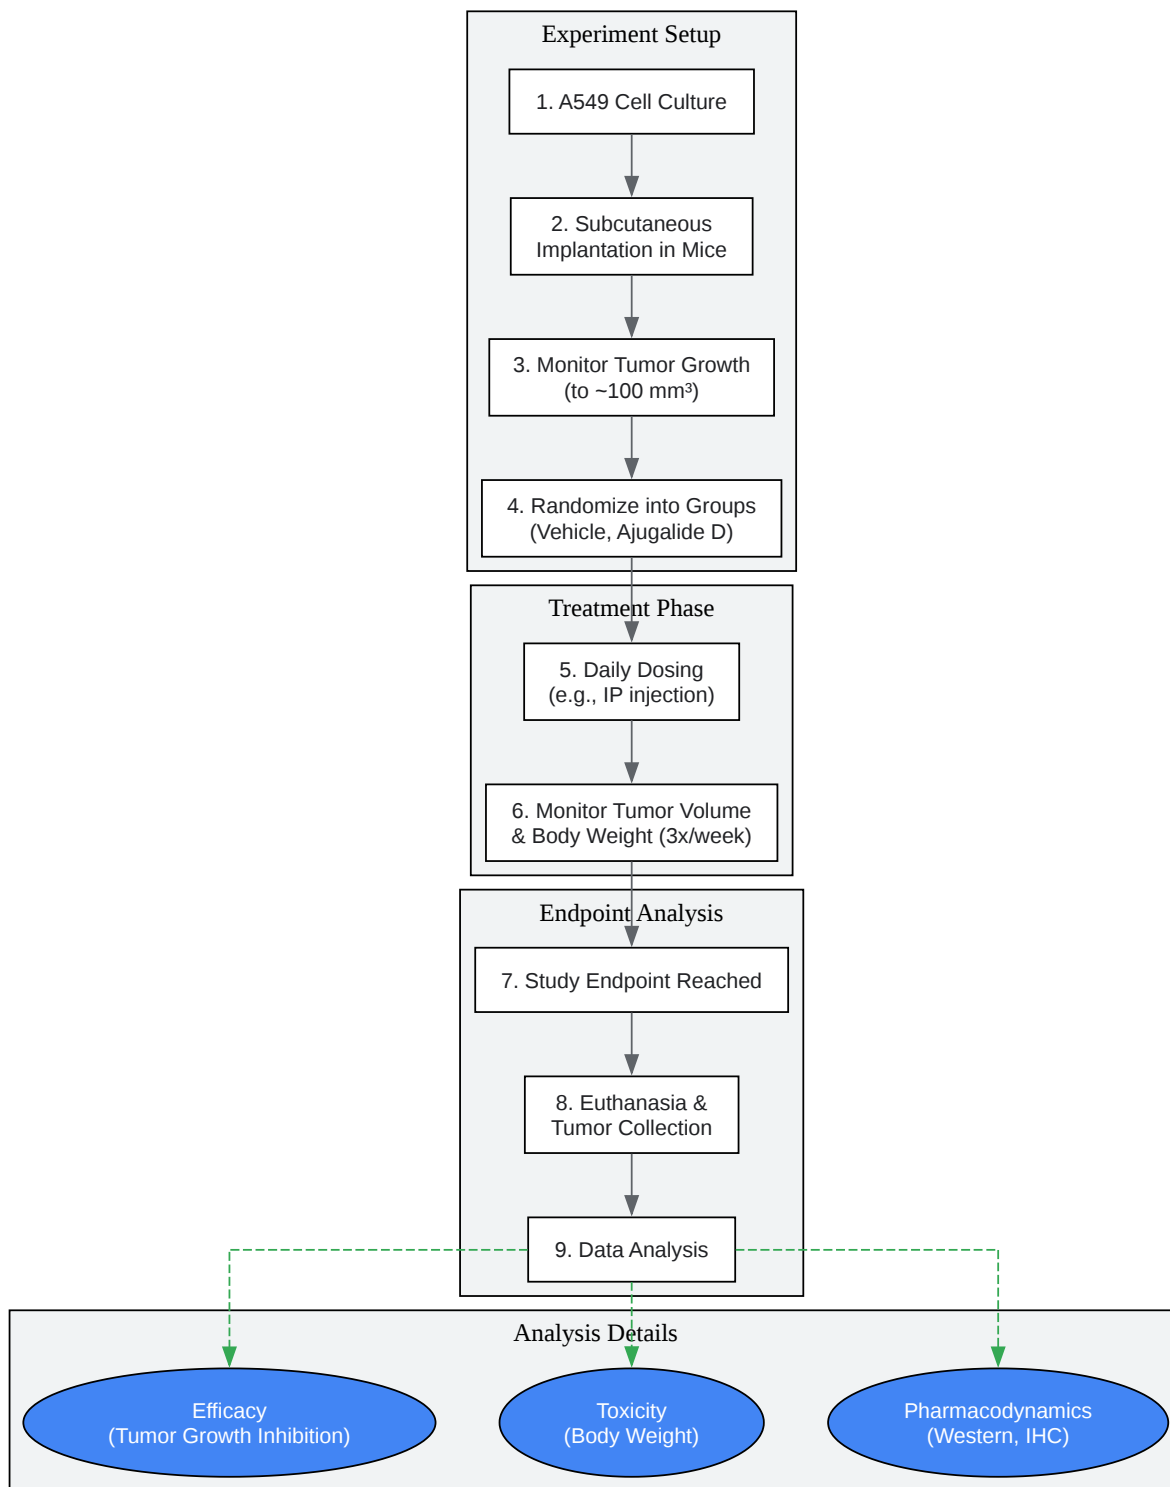 Experiment Setup
1. A549 Cell Culture
2. Subcutaneous
Implantation in Mice
3. Monitor Tumor Growth
(to ~100 mm³)
4. Randomize into Groups
(Vehicle, Ajugalide D)
Treatment Phase
5. Daily Dosing
(e.g., IP injection)
6. Monitor Tumor Volume
& Body Weight (3x/week)
Endpoint Analysis
7. Study Endpoint Reached
8. Euthanasia &
Tumor Collection
9. Data Analysis
Analysis Details
Efficacy
(Tumor Growth Inhibition)
Toxicity
(Body Weight)
Pharmacodynamics
(Western, IHC)